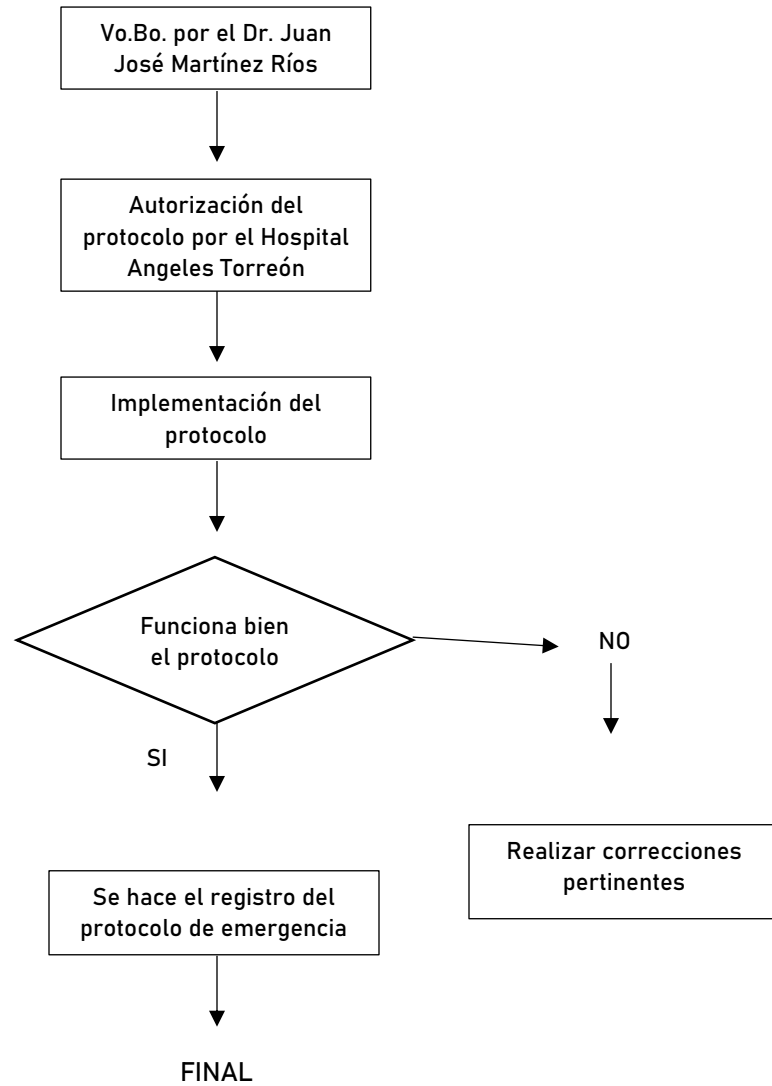 Vo.Bo. por el Dr. Juan
José Martínez Ríos
Autorización del
protocolo por el Hospital
Angeles Torreón
Implementación del
protocolo
Funciona bien
el protocolo
NO
SI
Realizar correcciones
pertinentes
Se hace el registro del
protocolo de emergencia
FINAL